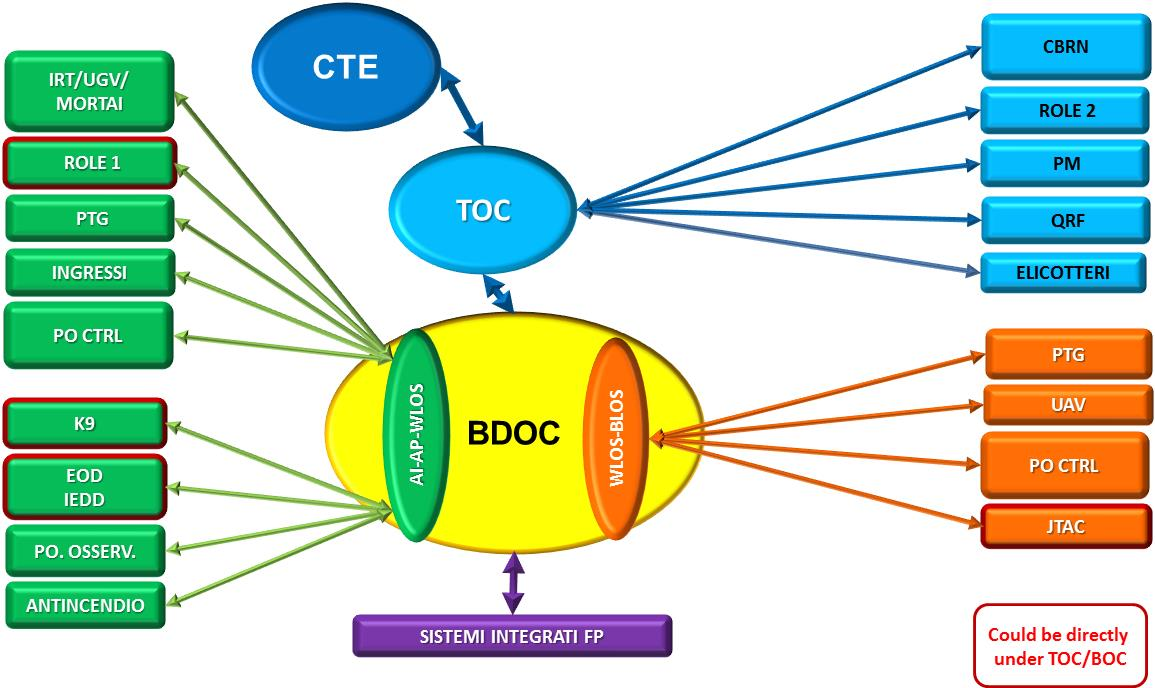 CTE
TOC
IRT/UGV/
MORTAI
ROLE 1
PTG
INGRESSI
PO CTRL
K9
EOD
IEDD
PO. OSSERV.
ANTINCENDIO
AI-AP-WLOS
BDOC
WLOS-BLOS
SISTEMI INTEGRATI FP
CBRN
ROLE 2
PM
QRF
ELICOTTERI
PTG
UAV
PO CTRL
JTAC
Could be directly
under TOC/BOC